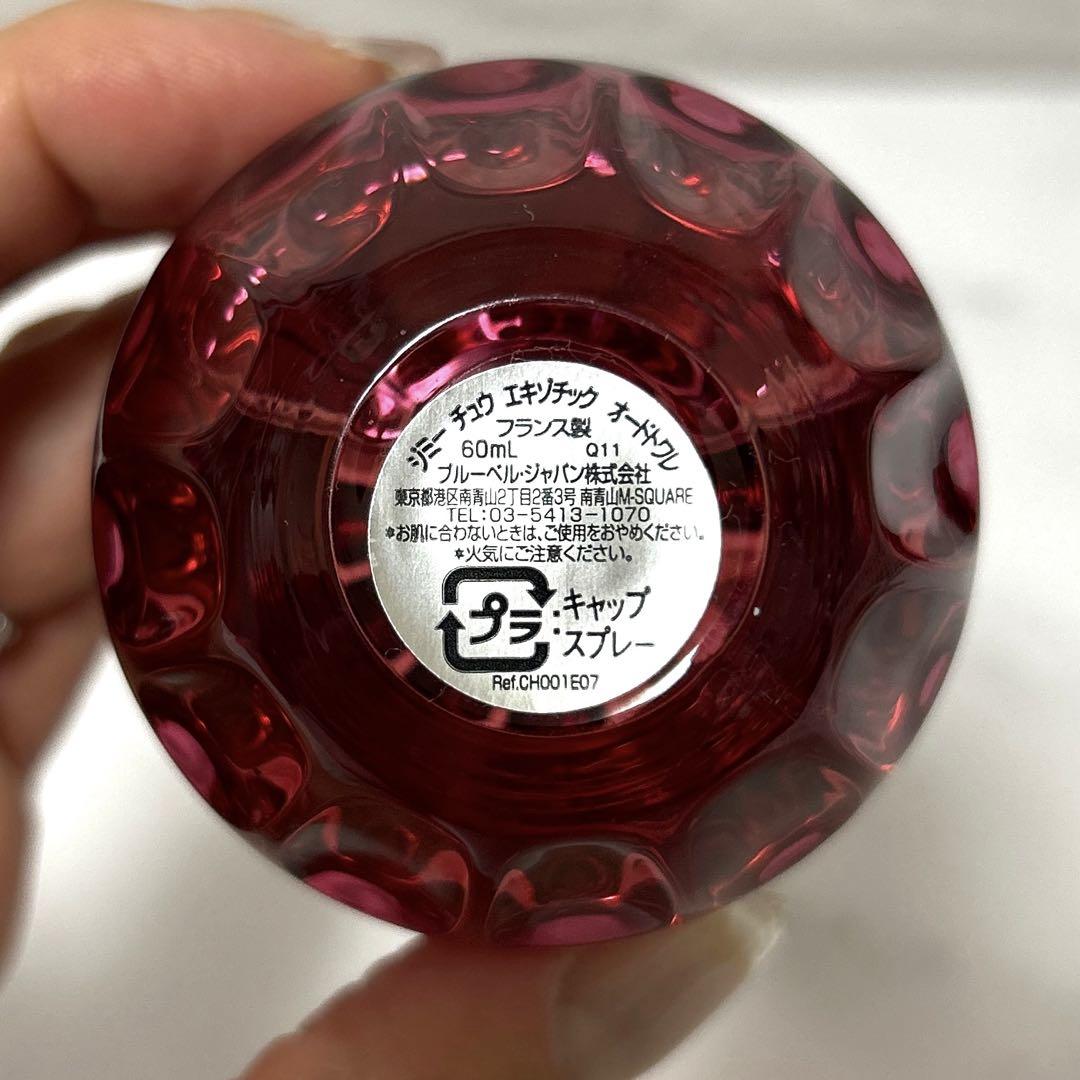 ジミー チュウ エキゾチック オードトワレ
フランス製
60mL Q11
ブルーベル・ジャパン株式会社
東京都港区南青山2丁目2番3号 南青山M-SQUARE
TEL:03-5413-1070
*お肌に合わないときは、ご使用をおやめください。
*火気にご注意ください。
プラ :キャップ
:スプレー
Ref.CH001E07